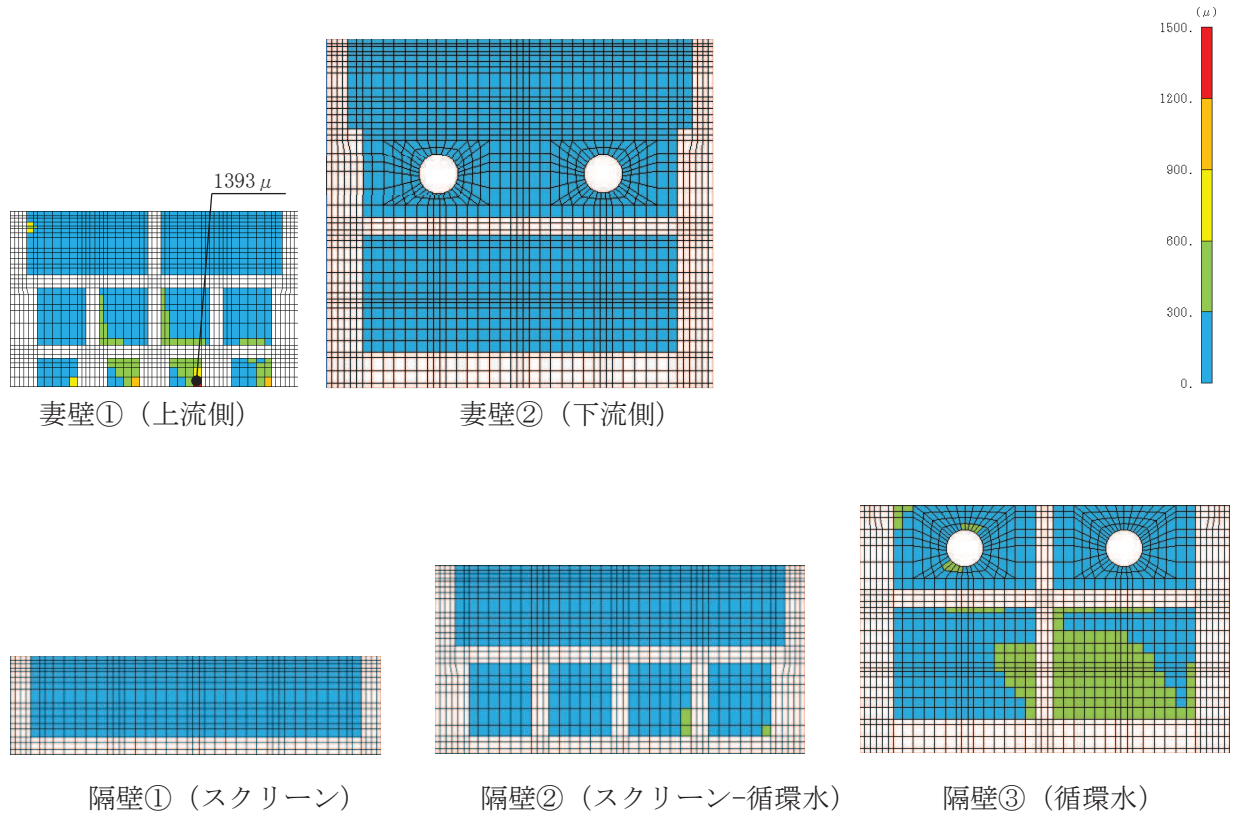 (μ)
1500.
1200.
900.
600.
300.
0.
1393μ
妻壁①（上流側）
妻壁②（下流側）
隔壁①（スクリーン）
隔壁②（スクリーン−循環水）
隔壁③（循環水）